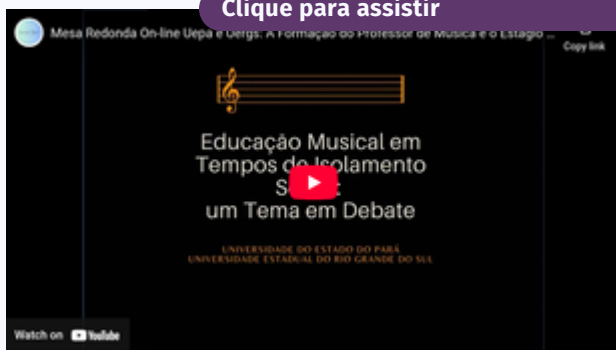 Clique para assistir
Mesa Redonda On-line Uepa e Uergs: A Formação do Professor de Música e o Estágio ...
Copy link
Educação Musical em
Tempos de Isolamento
um Tema em Debate
UNIVERSIDADE DO ESTADO DO PARÁ
UNIVERSIDADE ESTADUAL DO RIO GRANDE DO SUL
Watch on YouTube